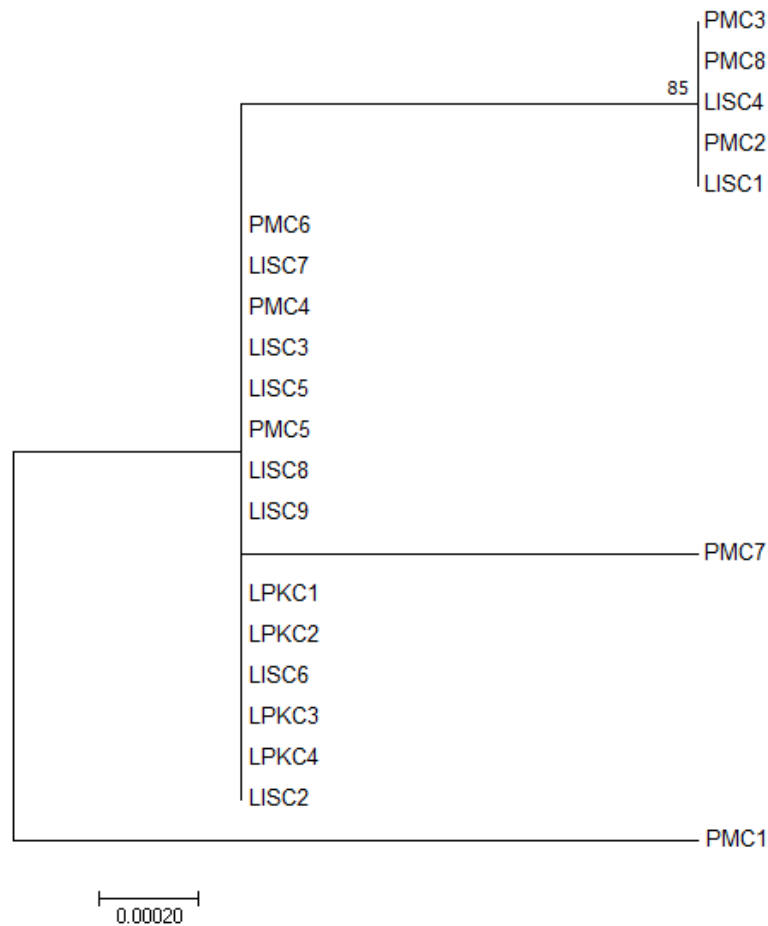 PMC3
PMC8
85
LISC4
PMC2
LISC1
PMC6
LISC7
PMC4
LISC3
LISC5
PMC5
LISC8
LISC9
PMC7
LPKC1
LPKC2
LISC6
LPKC3
LPKC4
LISC2
PMC1
0.00020